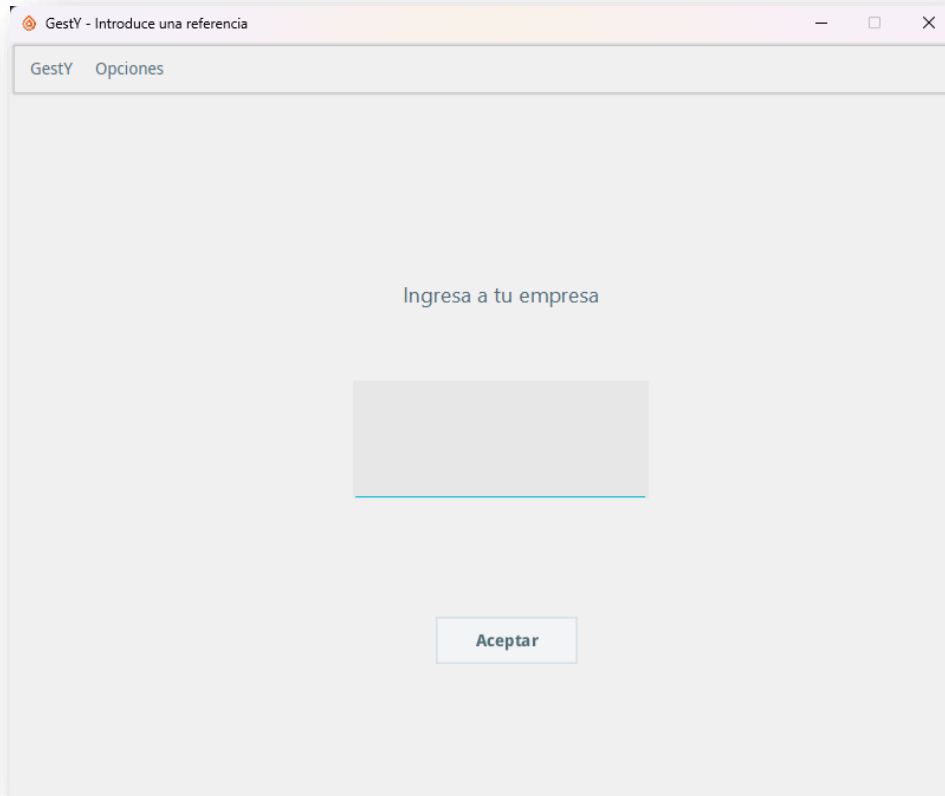 GestY - Introduce una referencia
GestY Opciones
Ingresa a tu empresa
Aceptar